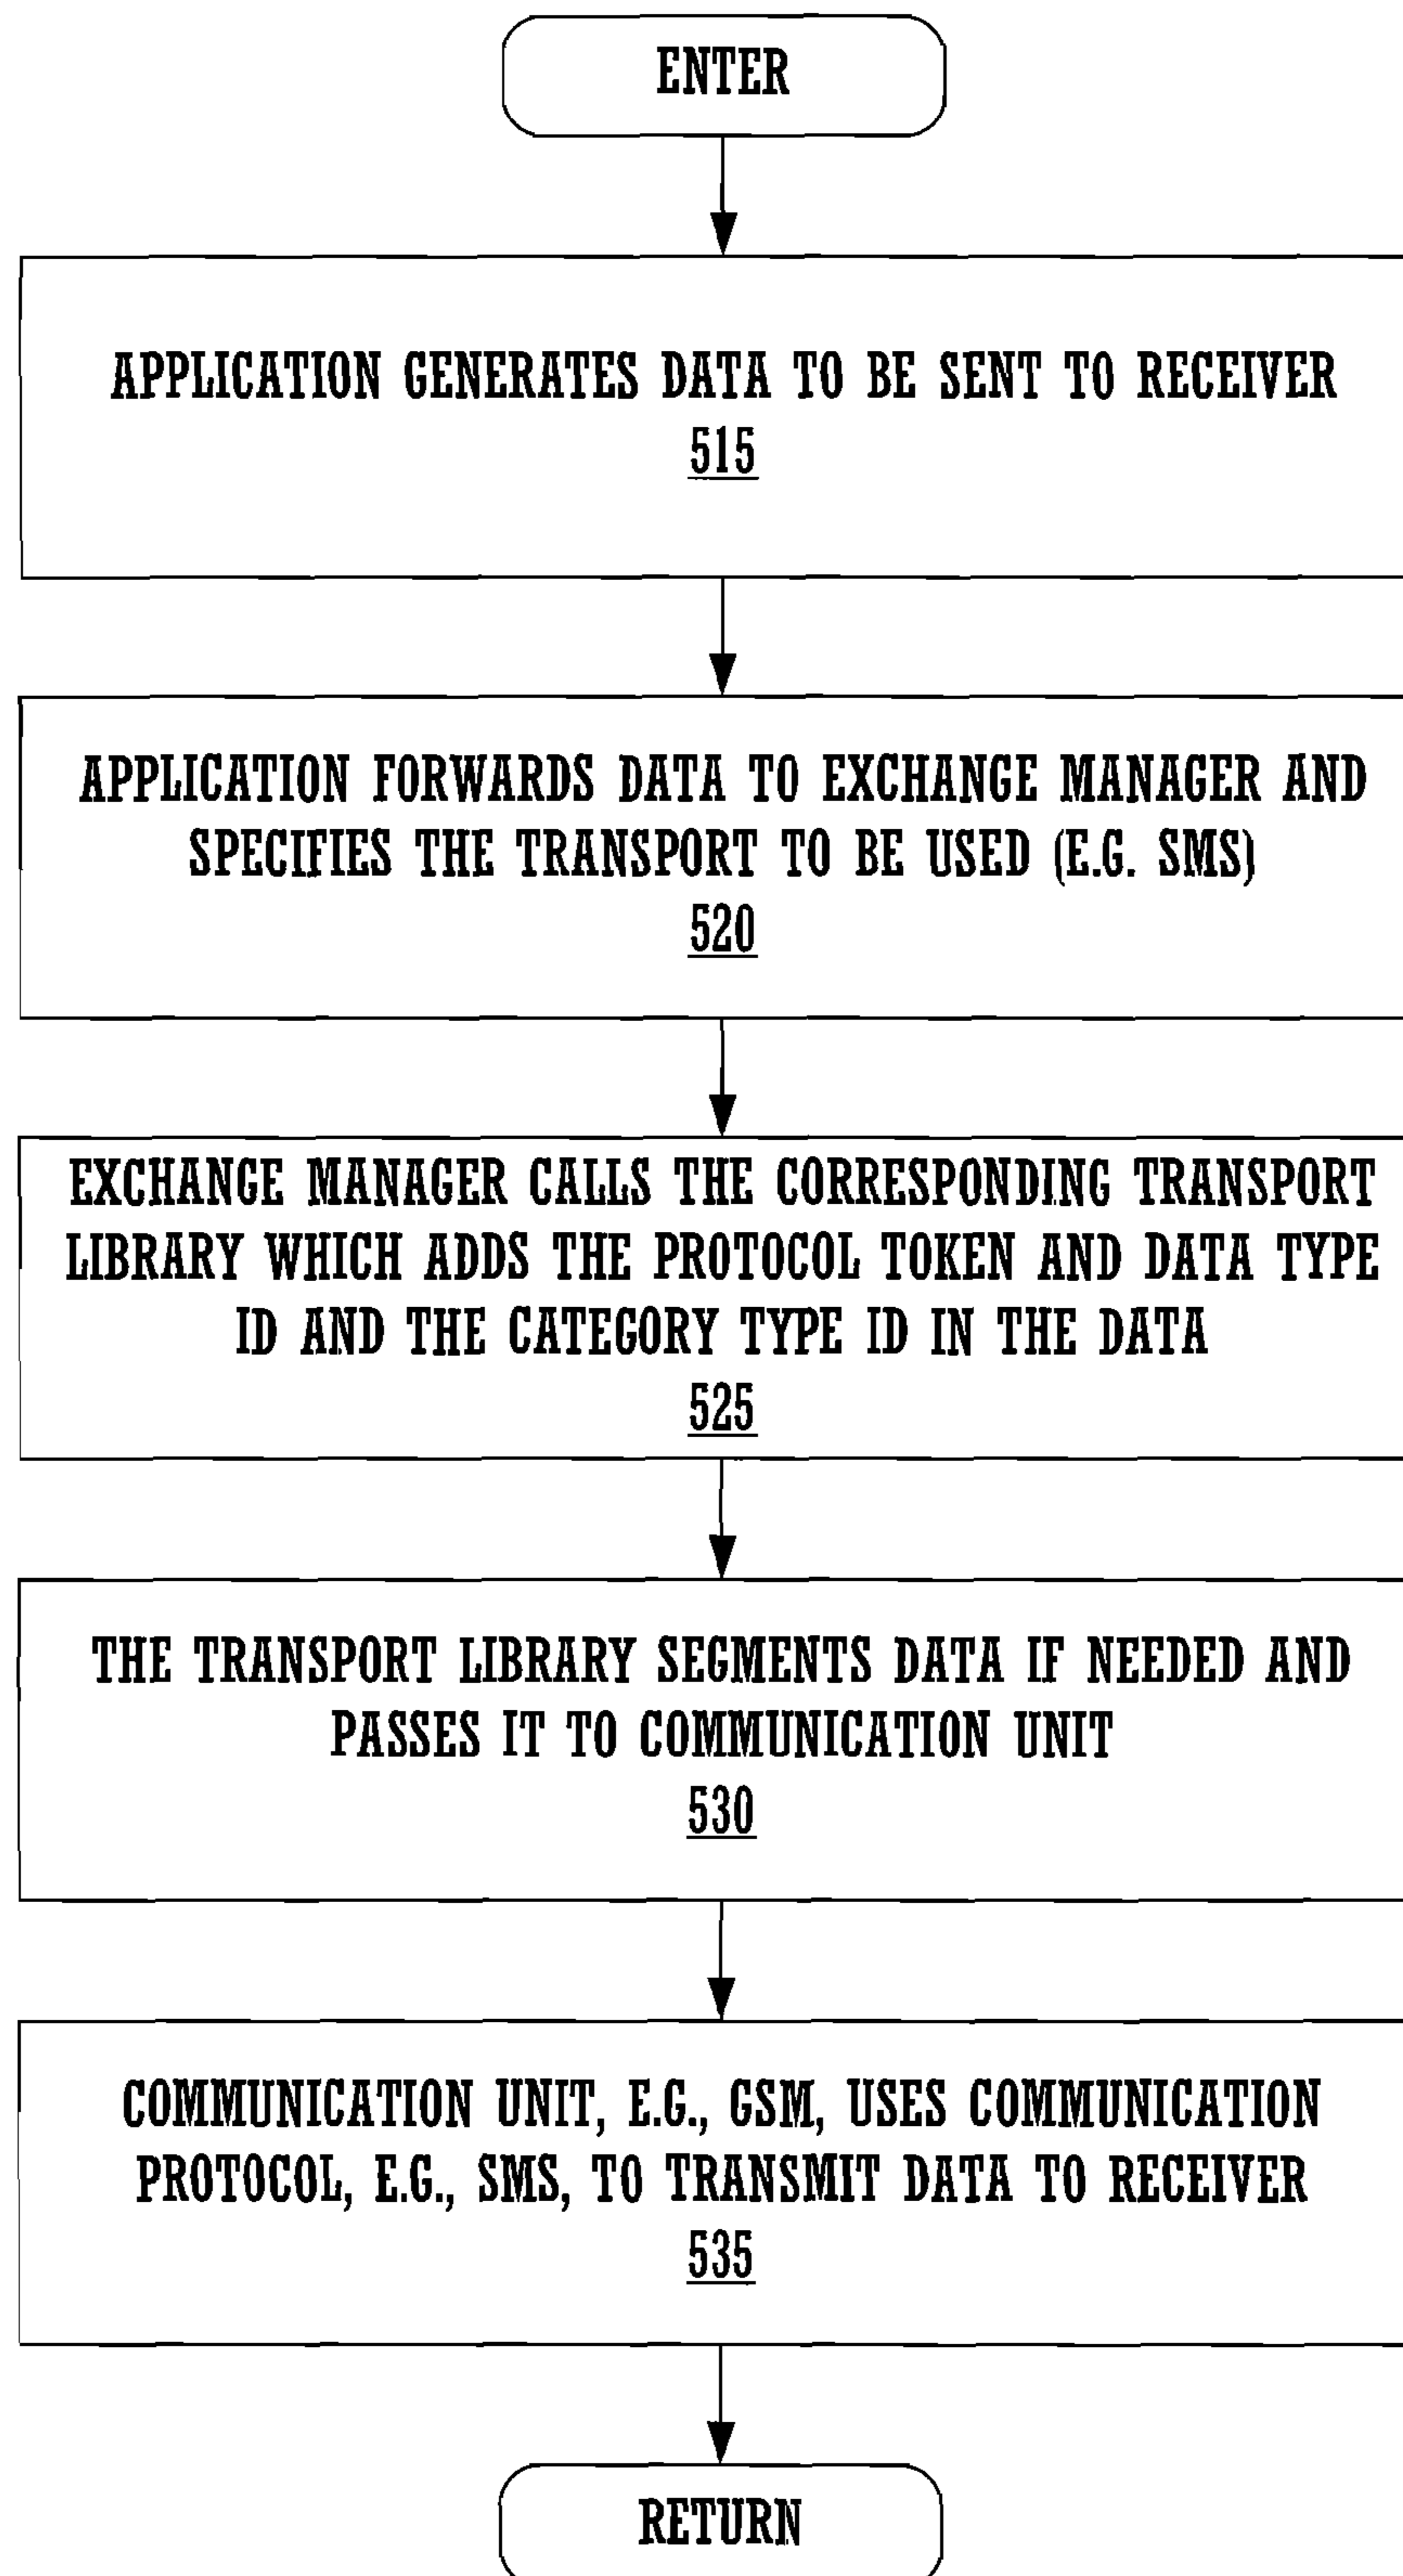 ENTER
APPLICATION GENERATES DATA TO BE SENT TO RECEIVER
515
APPLICATION FORWARDS DATA TO EXCHANGE MANAGER AND
SPECIFIES THE TRANSPORT TO BE USED (E.G. SMS)
520
EXCHANGE MANAGER CALLS THE CORRESPONDING TRANSPORT
LIBRARY WHICH ADDS THE PROTOCOL TOKEN AND DATA TYPE
ID AND THE CATEGORY TYPE ID IN THE DATA
525
THE TRANSPORT LIBRARY SEGMENTS DATA IF NEEDED AND
PASSES IT TO COMMUNICATION UNIT
530
COMMUNICATION UNIT, E.G., GSM, USES COMMUNICATION
PROTOCOL, E.G., SMS, TO TRANSMIT DATA TO RECEIVER
535
RETURN